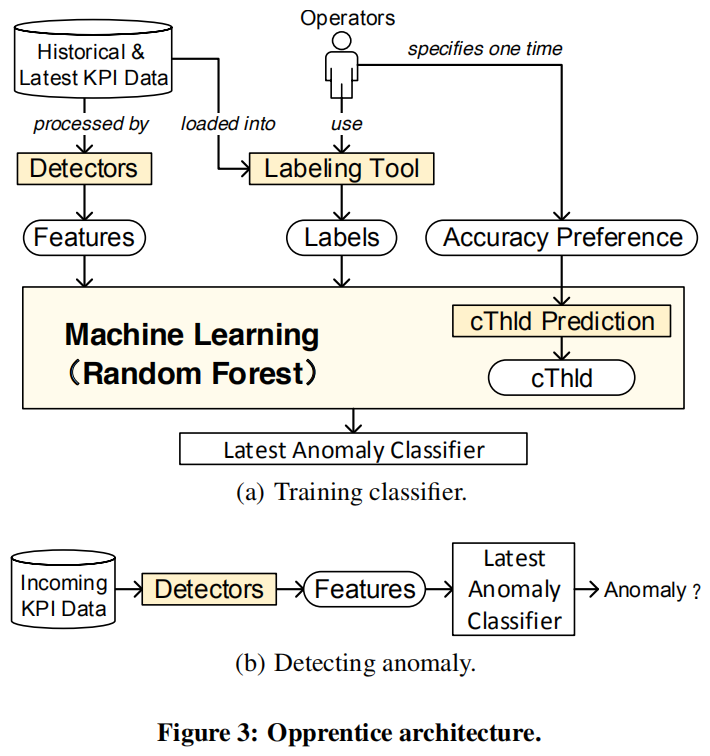 Operators
Historical &
Latest KPI Data
specifies one time
processed by
loaded into
use
Detectors
Labeling Tool
Features
Labels
Accuracy Preference
Machine Learning
（Random Forest）
cThld Prediction
cThld
Latest Anomaly Classifier
(a) Training classifier.
Incoming
KPI Data
Detectors
Features
Latest
Anomaly
Classifier
Anomaly ?
(b) Detecting anomaly.
Figure 3: Opprentice architecture.